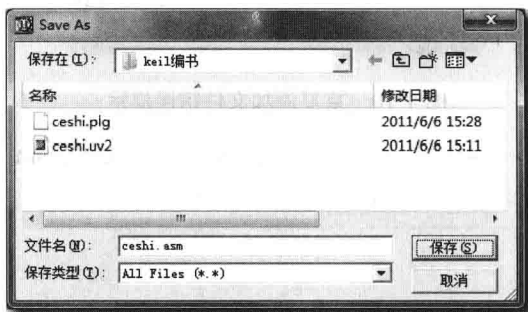 Save As
保存在(I): keil编书
名称 修改日期
ceshi.plg 2011/6/6 15:28
ceshi.uv2 2011/6/6 15:11
文件名(N): ceshi.asm 保存(S)
保存类型(T): All Files (*.*) 取消